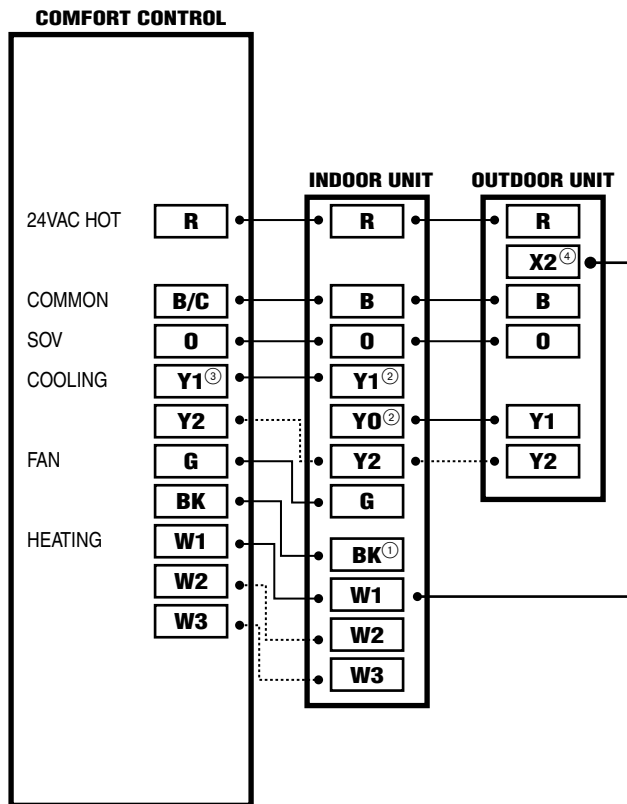 COMFORT CONTROL
INDOOR UNIT OUTDOOR UNIT
24VAC HOT R R R
X2④
COMMON B/C B B
SOV O O O
COOLING Y1③ Y1②
Y2 Y0② Y1
FAN G Y2 Y2
BK G
HEATING W1 BK①
W2 W1
W3 W2
W3